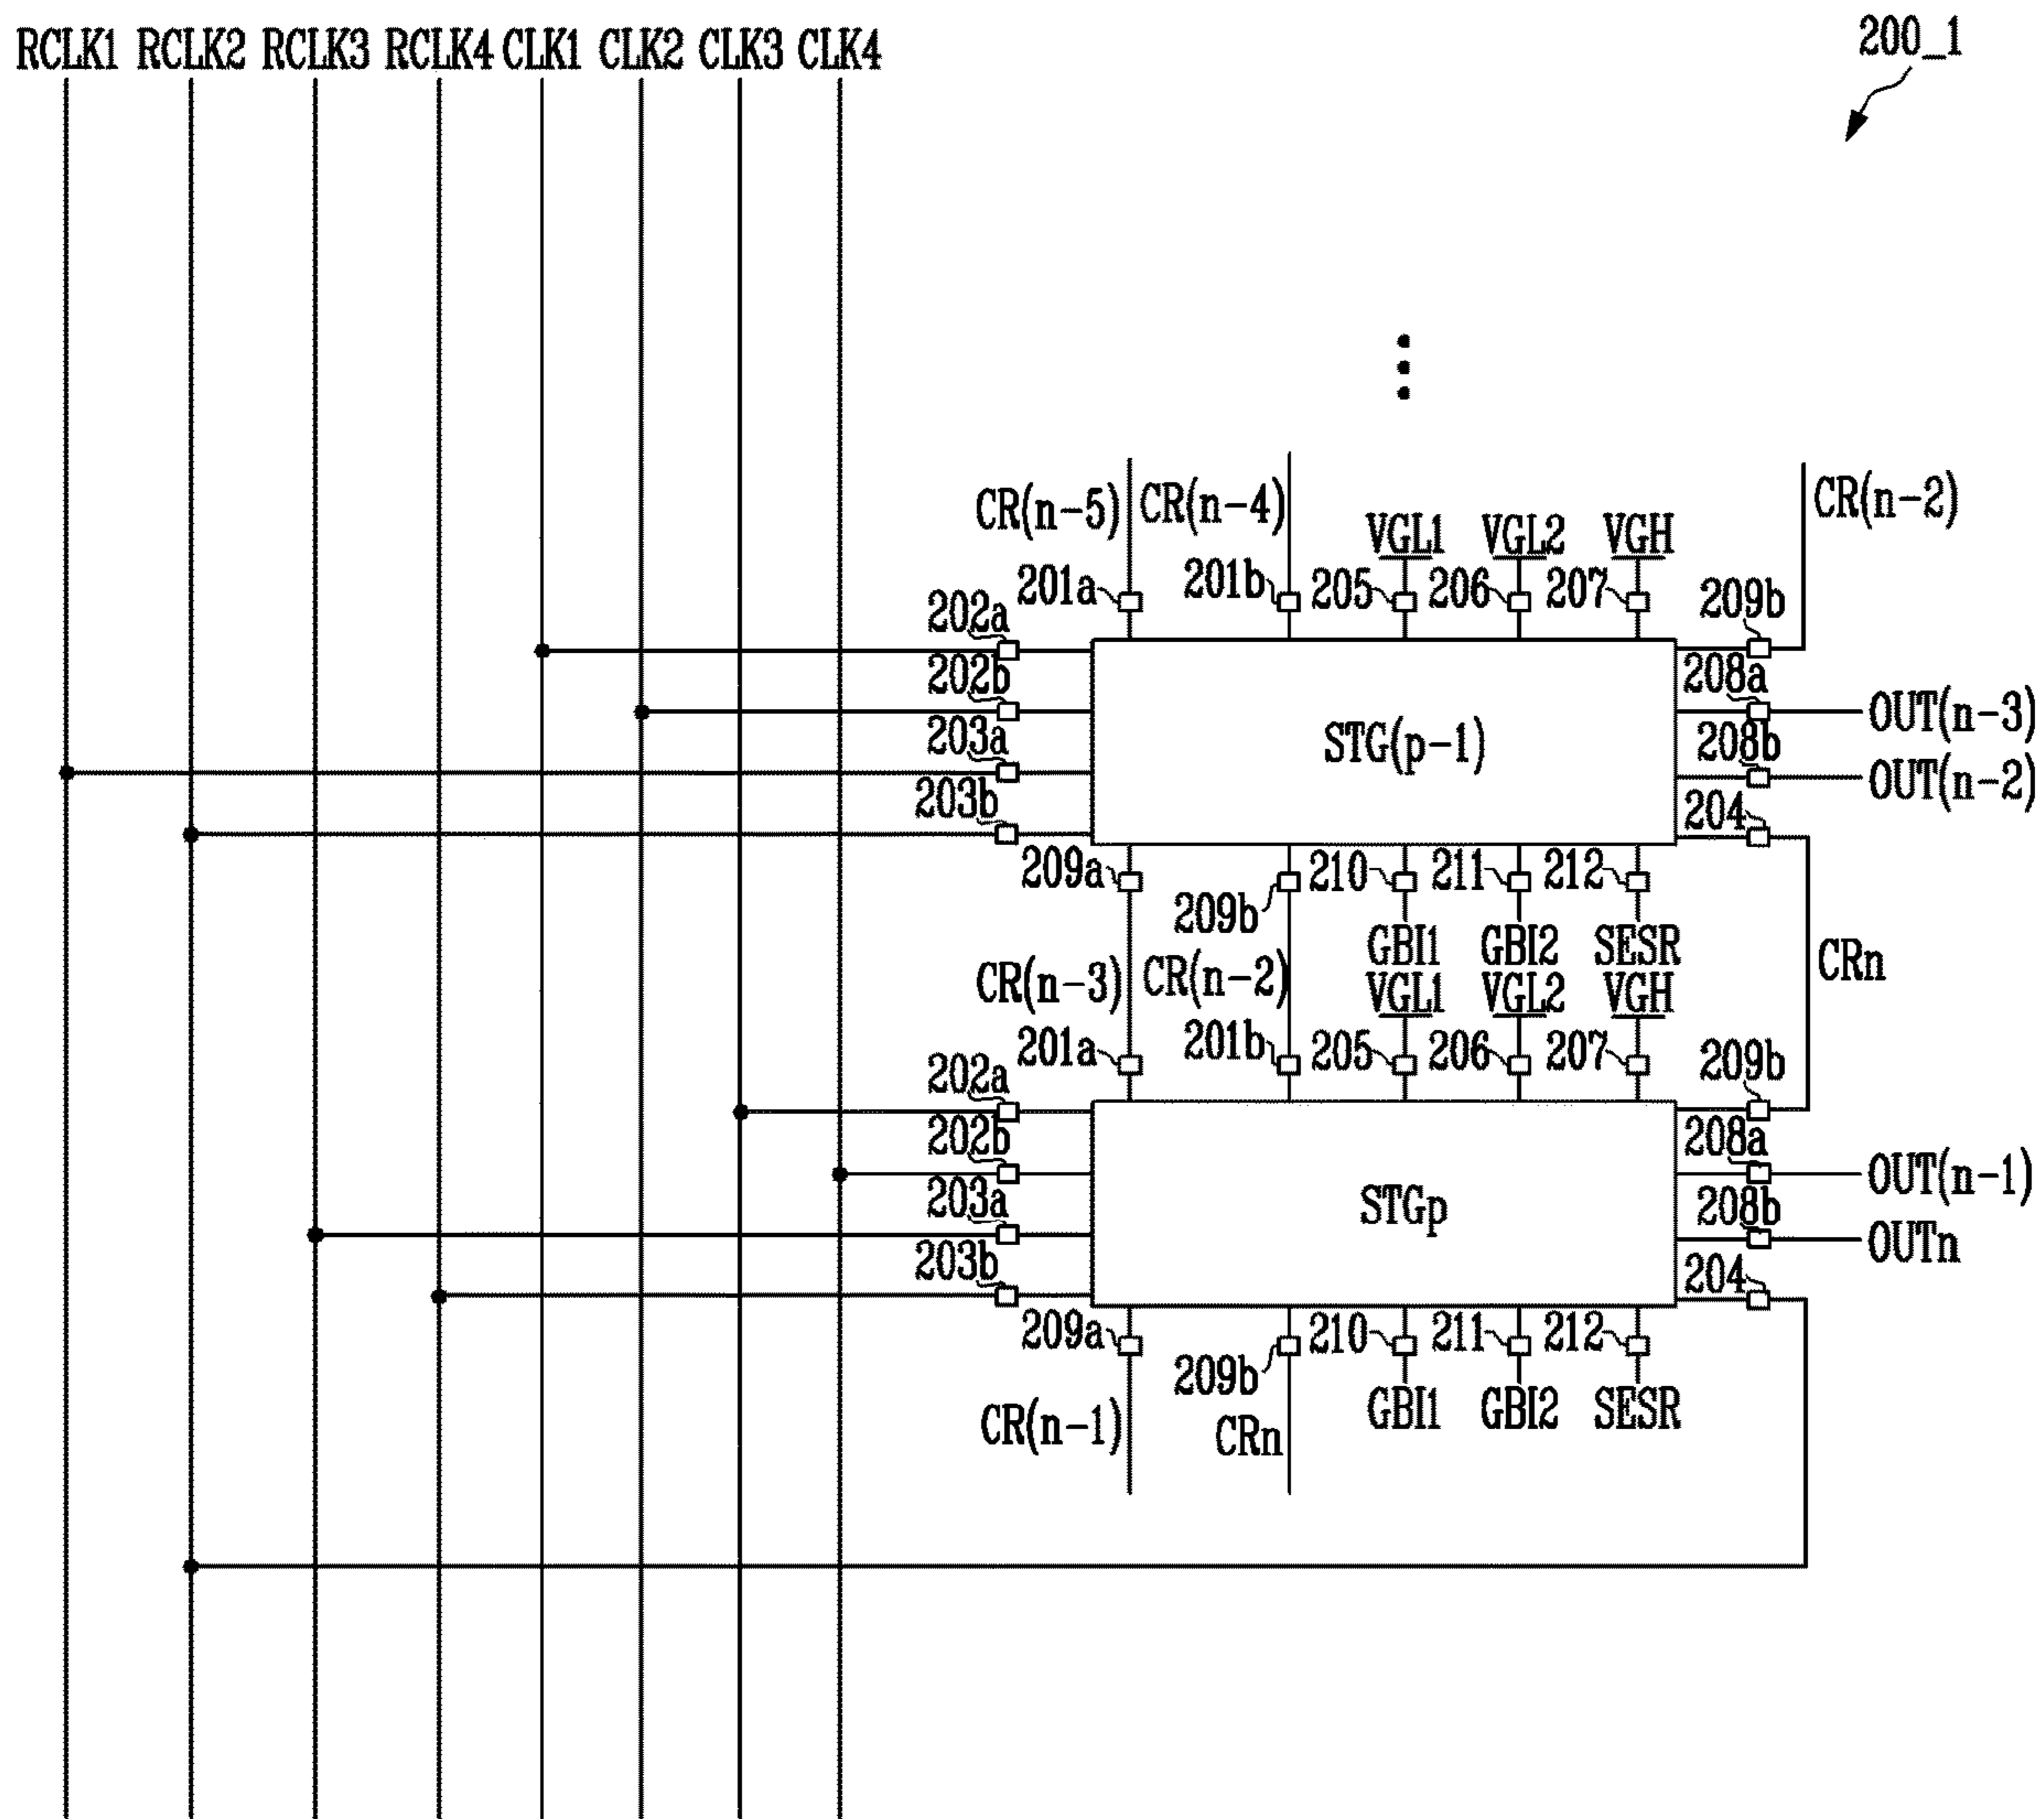 RCLK1 RCLK2 RCLK3 RCLK4 CLK1 CLK2 CLK3 CLK4
200_1
CR(n-5) CR(n-4) VGL1 VGL2 VGH CR(n-2)
201a 201b 205 206 207 209b
202a
202b 208a
STG(p-1) OUT(n-3)
203a 208b
OUT(n-2)
203b 204
209a 209b 210 211 212
GBI1 GBI2 SESR
CR(n-3) CR(n-2) VGL1 VGL2 VGH CRn
201a 201b 205 206 207 209b
202a
202b 208a
STGp OUT(n-1)
203a 208b
OUTn
203b 204
209a 209b 210 211 212
CR(n-1) CRn GBI1 GBI2 SESR